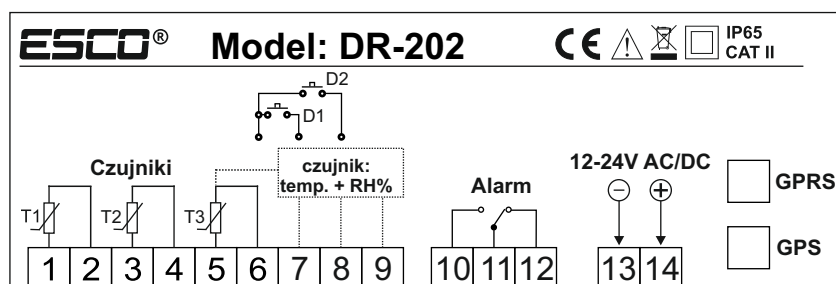 ESCO® Model: DR-202 CE IP65
CAT II
D2
D1
Czujniki
czujnik:
temp. + RH%
Alarm
12-24V AC/DC
GPRS
T1 T2 T3
GPS
1 2 3 4 5 6 7 8 9 10 11 12 13 14